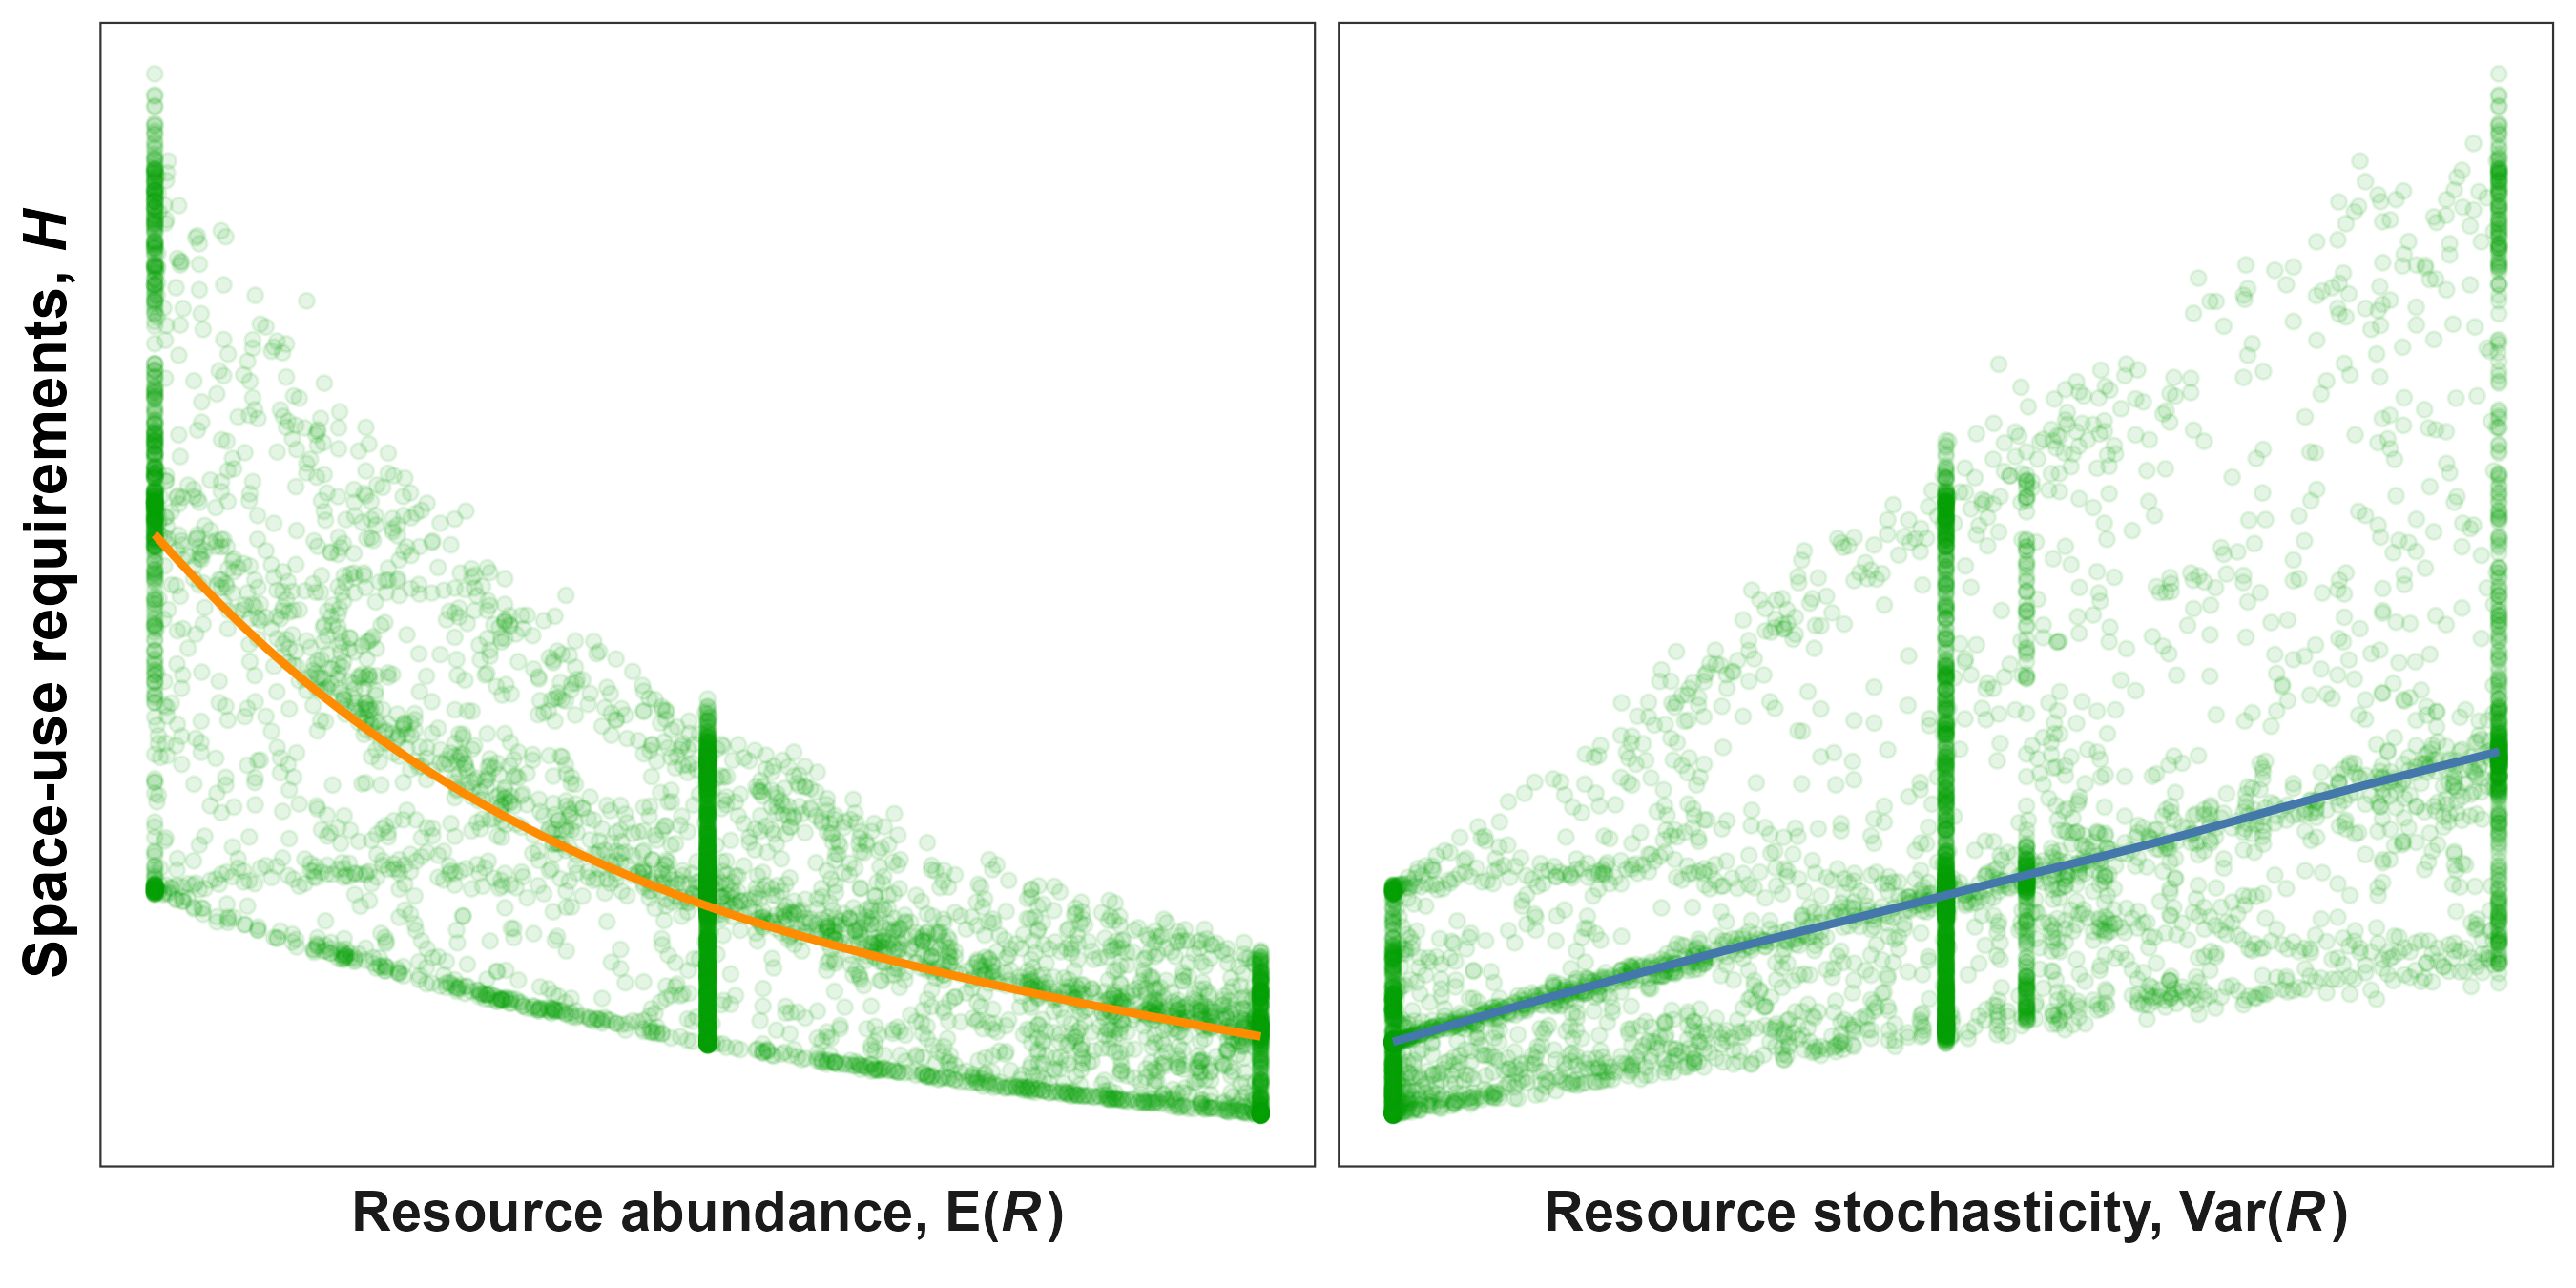 Space-use requirements, H
Resource abundance, E(R)
Resource stochasticity, Var(R)